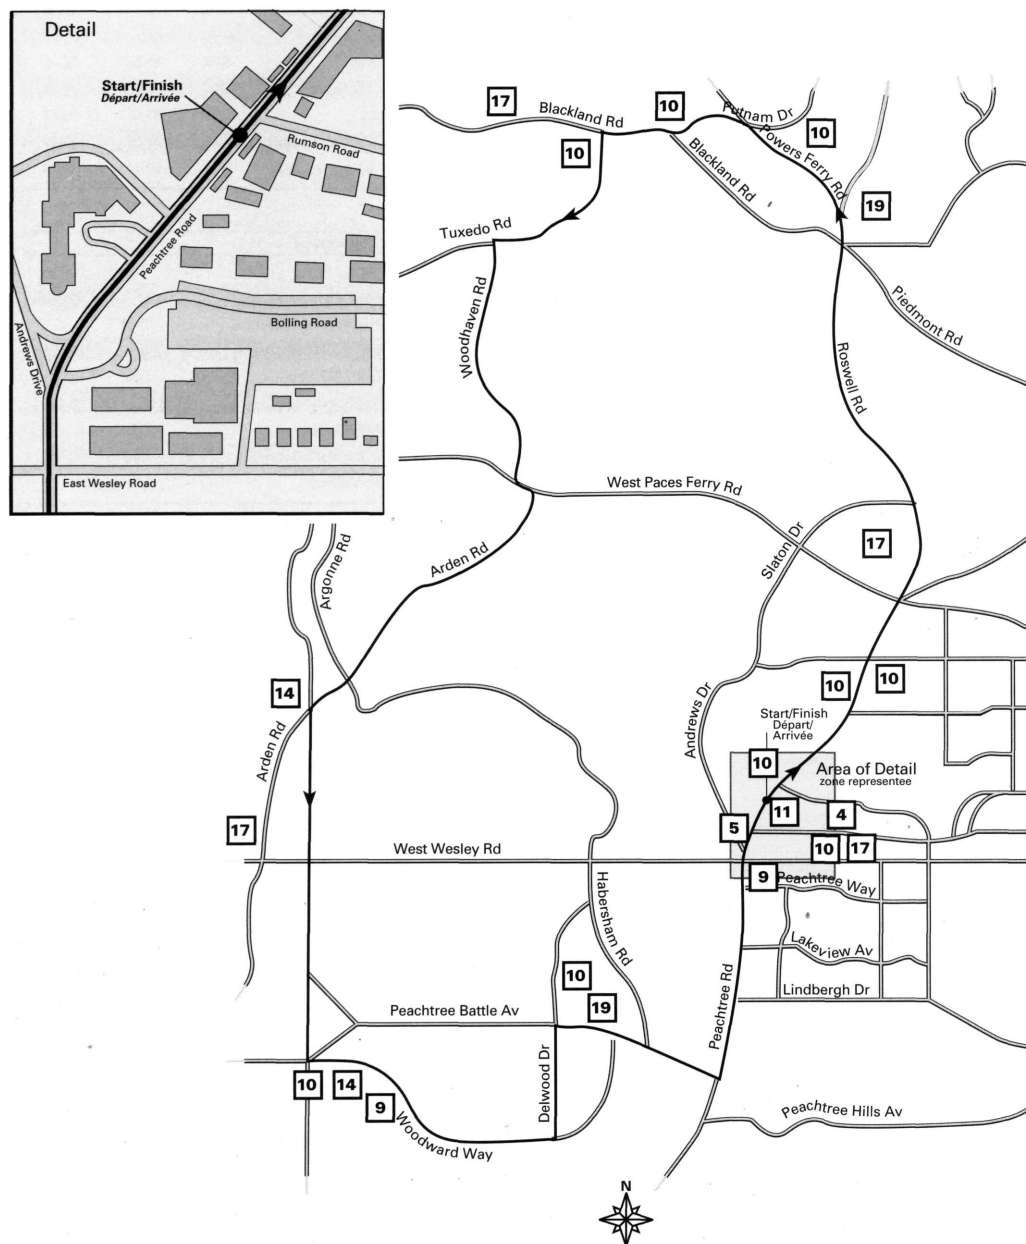 Detail
Start/Finish
Départ/Arrivée
Rumson Road
Peachtree Road
Andrews Drive
Bolling Road
East Wesley Road
17
Blackland Rd
10
Putnam Dr
10
10
Powers Ferry Rd
Blackland Rd
19
Tuxedo Rd
Woodhaven Rd
Piedmont Rd
Roswell Rd
West Paces Ferry Rd
Slaton Dr
17
Argonne Rd
Arden Rd
14
Arden Rd
Andrews Dr
10
10
Start/Finish
Départ/
Arrivée
10
Area of Detail
zone representee
11
4
5
17
West Wesley Rd
10
17
9
Peachtree Way
Habersham Rd
Lakeview Av
10
Lindbergh Dr
19
Peachtree Battle Av
Peachtree Rd
Delwood Dr
10
14
9
Woodward Way
Peachtree Hills Av
N